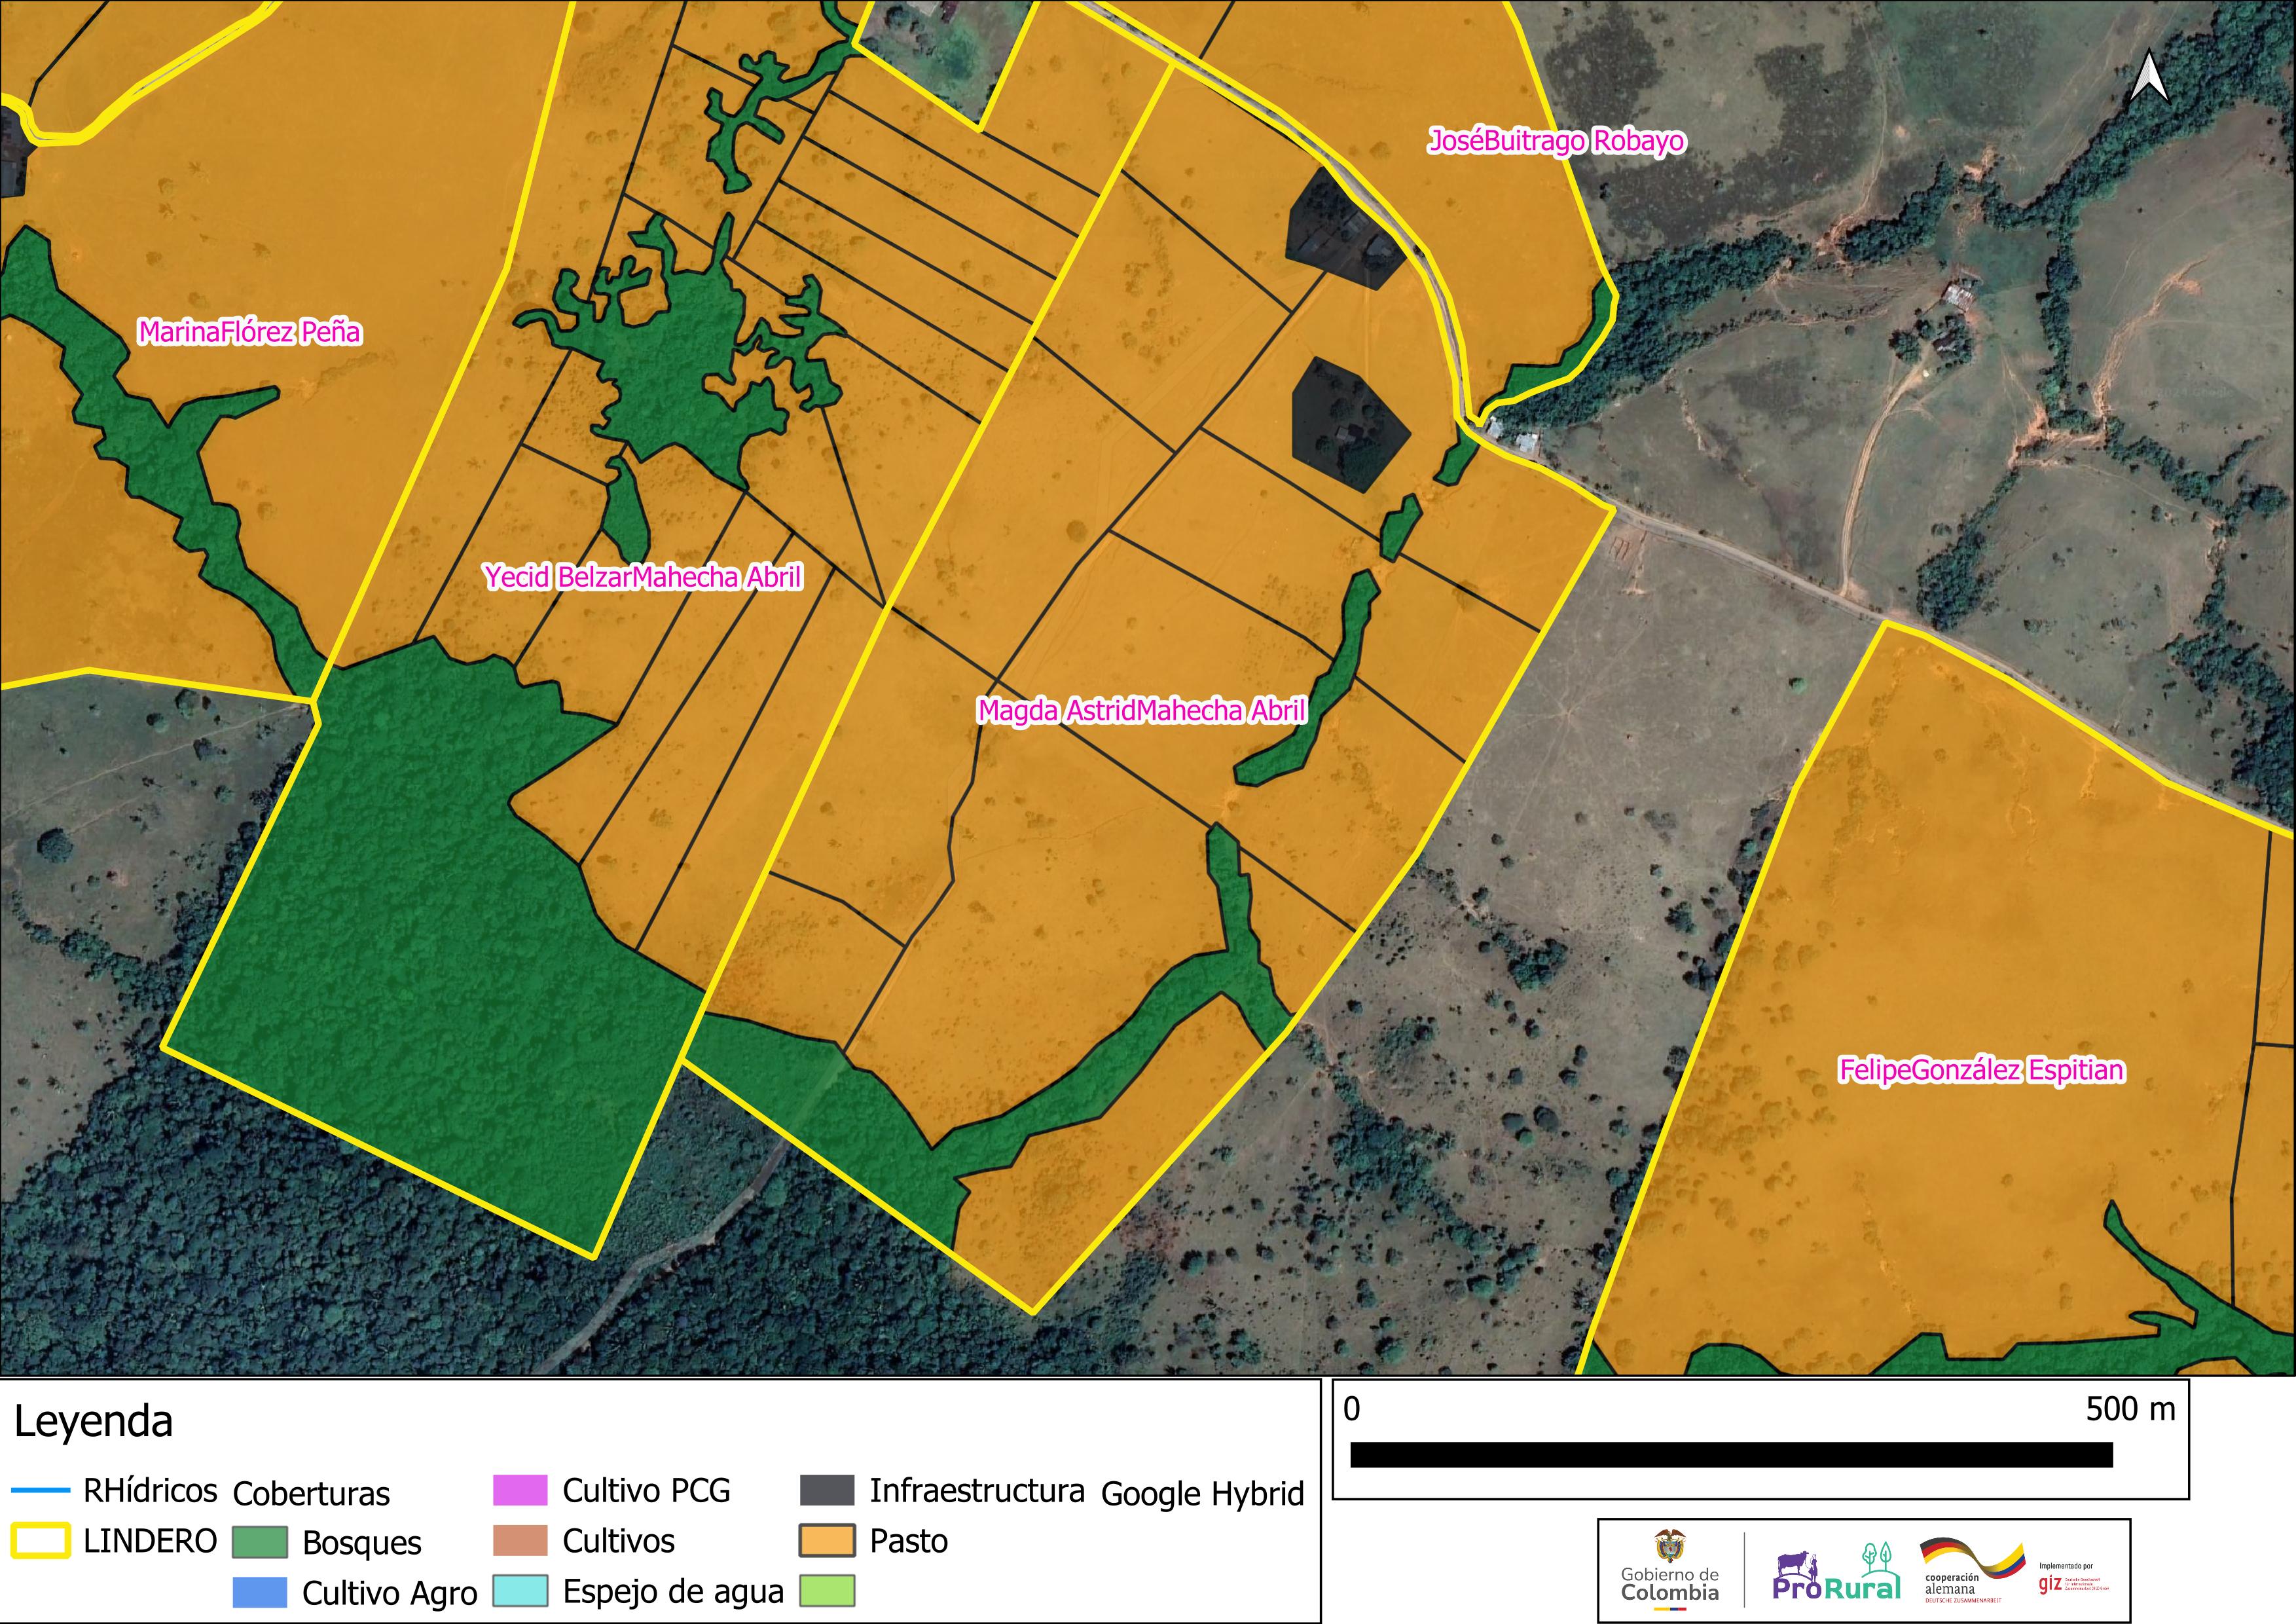 JoséBuitrago Robayo
MarinaFlórez Peña
Yecid BelzarMahecha Abril
Magda AstridMahecha Abril
FelipeGonzález Espitian
Leyenda
RHídricos
LINDERO
Coberturas
Bosques
Cultivo Agro
Cultivo PCG
Cultivos
Espejo de agua
Infraestructura
Pasto
Google Hybrid
0 500 m
Gobierno de
Colombia
ProRural
cooperación
alemana
DEUTSCHE ZUSAMMENARBEIT
Implementado por
giz